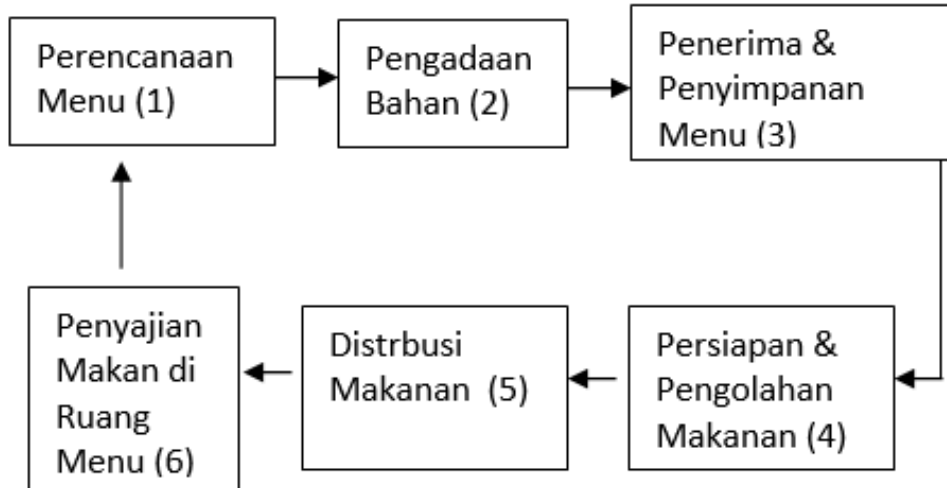 Perencanaan
Menu (1)
Pengadaan
Bahan (2)
Penerima &
Penyimpanan
Menu (3)
Persiapan &
Pengolahan
Makanan (4)
Distrbusi
Makanan (5)
Penyajian
Makan di
Ruang
Menu (6)